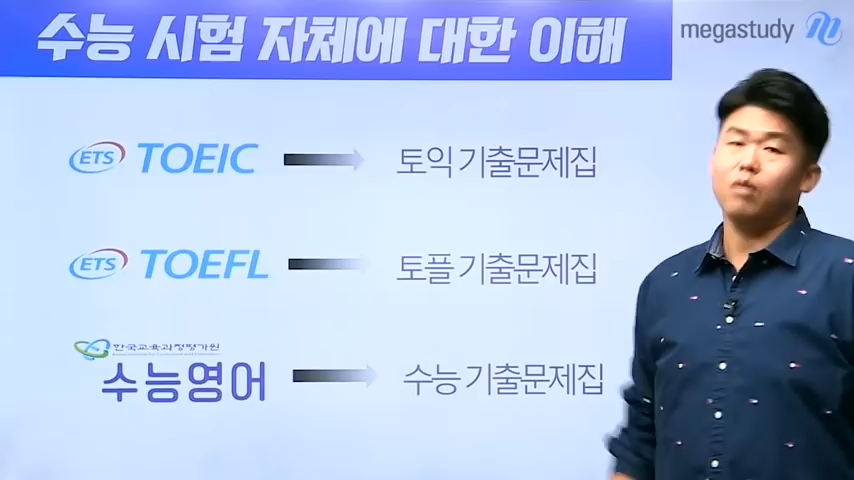 수능 시험 자체에 대한 이해
megastudy
ETS TOEIC 토익 기출문제집
ETS TOEFL 토플 기출문제집
한국교육과정평가원
수능영어 수능 기출문제집